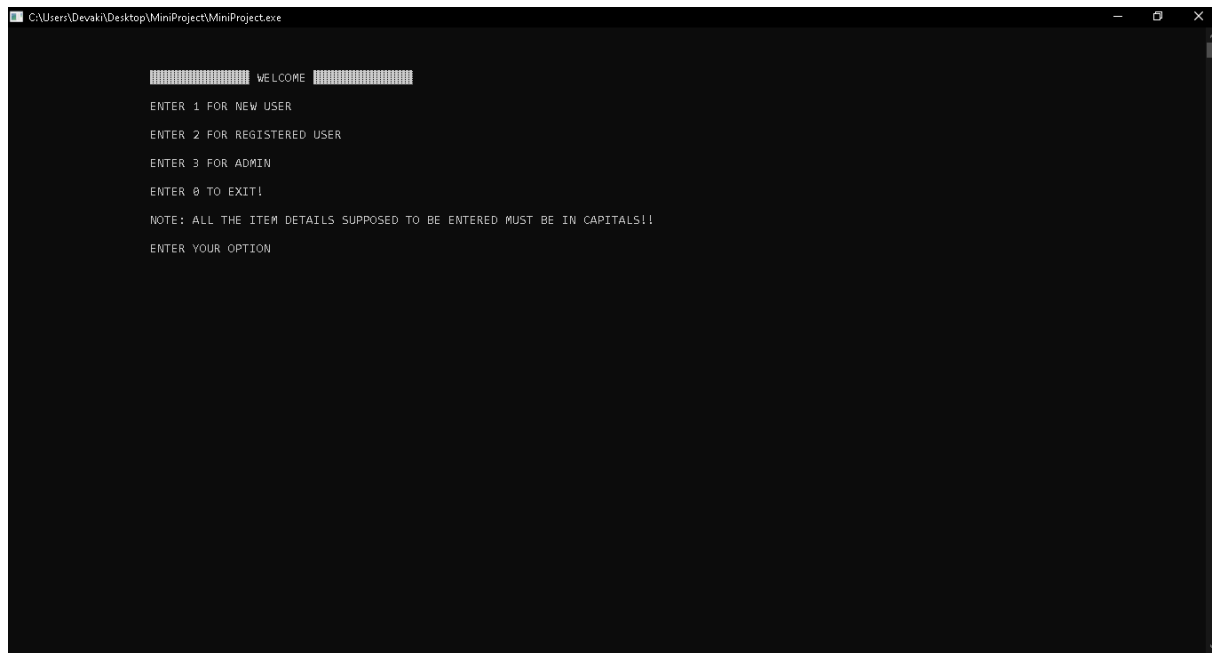 C:\Users\Devaki\Desktop\MiniProject\MiniProject.exe
▒▒▒▒▒▒▒▒▒▒▒▒▒▒ WELCOME ▒▒▒▒▒▒▒▒▒▒▒▒▒▒
ENTER 1 FOR NEW USER
ENTER 2 FOR REGISTERED USER
ENTER 3 FOR ADMIN
ENTER 0 TO EXIT!
NOTE: ALL THE ITEM DETAILS SUPPOSED TO BE ENTERED MUST BE IN CAPITALS!!
ENTER YOUR OPTION